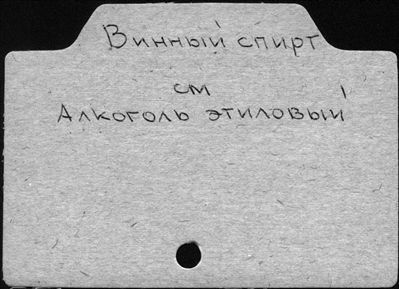 Винный спирт
см
Алкоголь этиловый